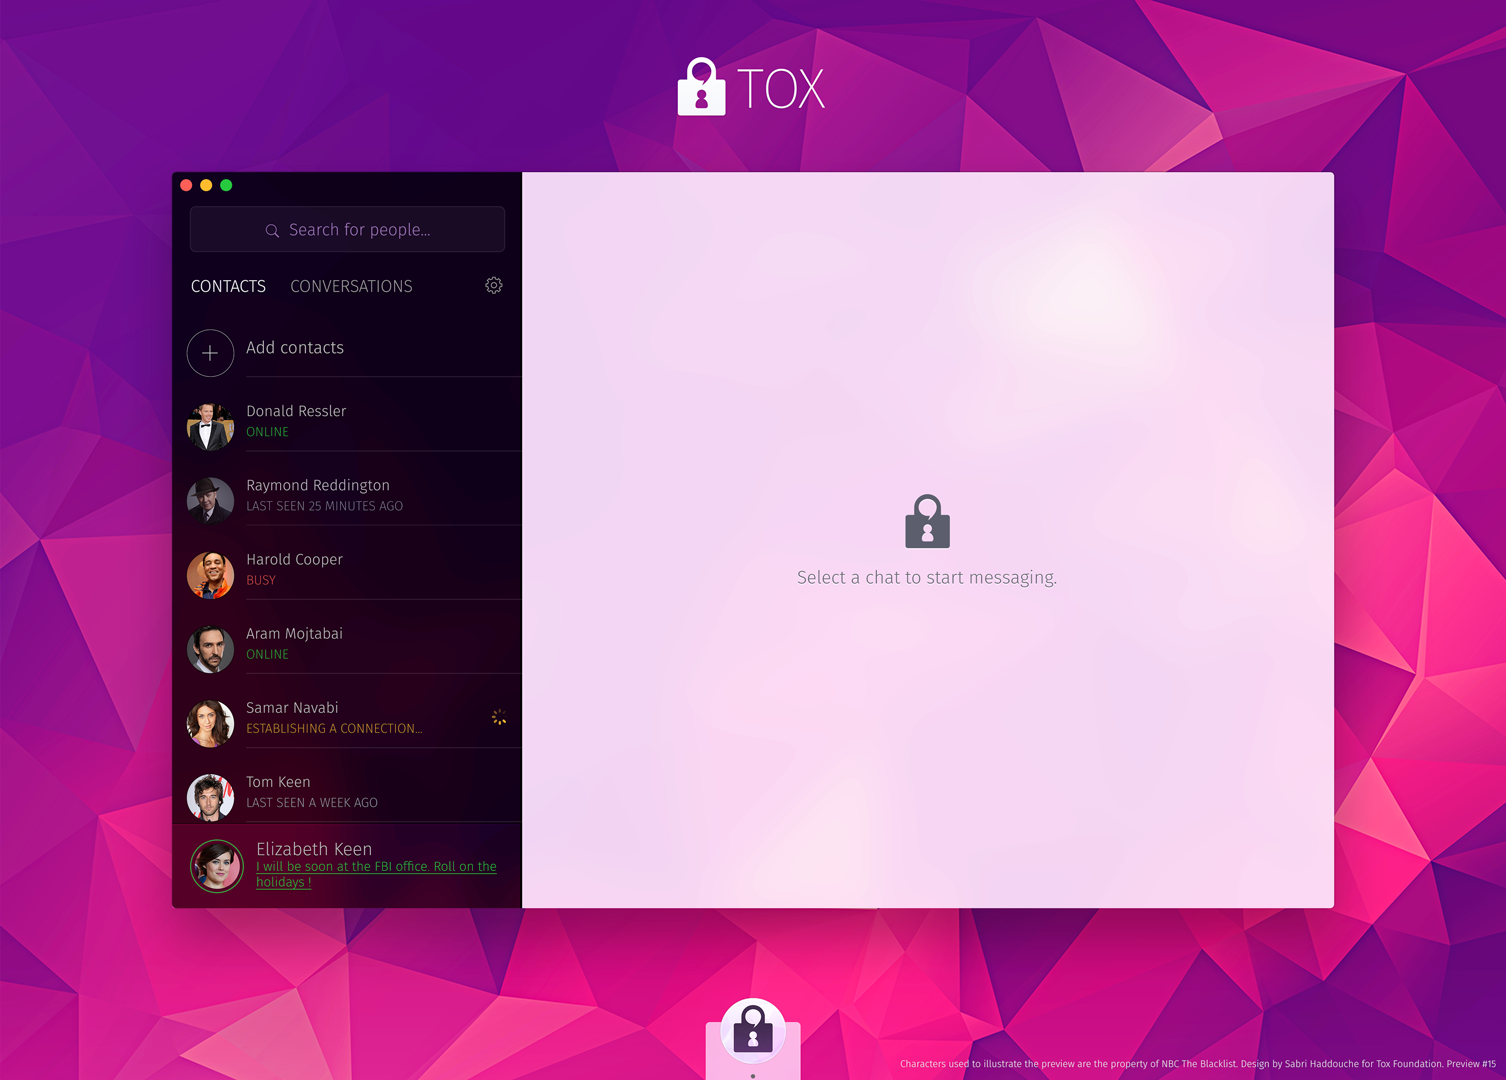 TOX
Search for people...
CONTACTS
CONVERSATIONS
Add contacts
Donald Ressler
ONLINE
Raymond Reddington
LAST SEEN 25 MINUTES AGO
Harold Cooper
BUSY
Aram Mojtabai
ONLINE
Samar Navabi
ESTABLISHING A CONNECTION...
Tom Keen
LAST SEEN A WEEK AGO
Elizabeth Keen
I will be soon at the FBI office. Roll on the
holidays !
Select a chat to start messaging.
Characters used to illustrate the preview are the property of NBC The Blacklist. Design by Sabri Haddouche for Tox Foundation. Preview #15